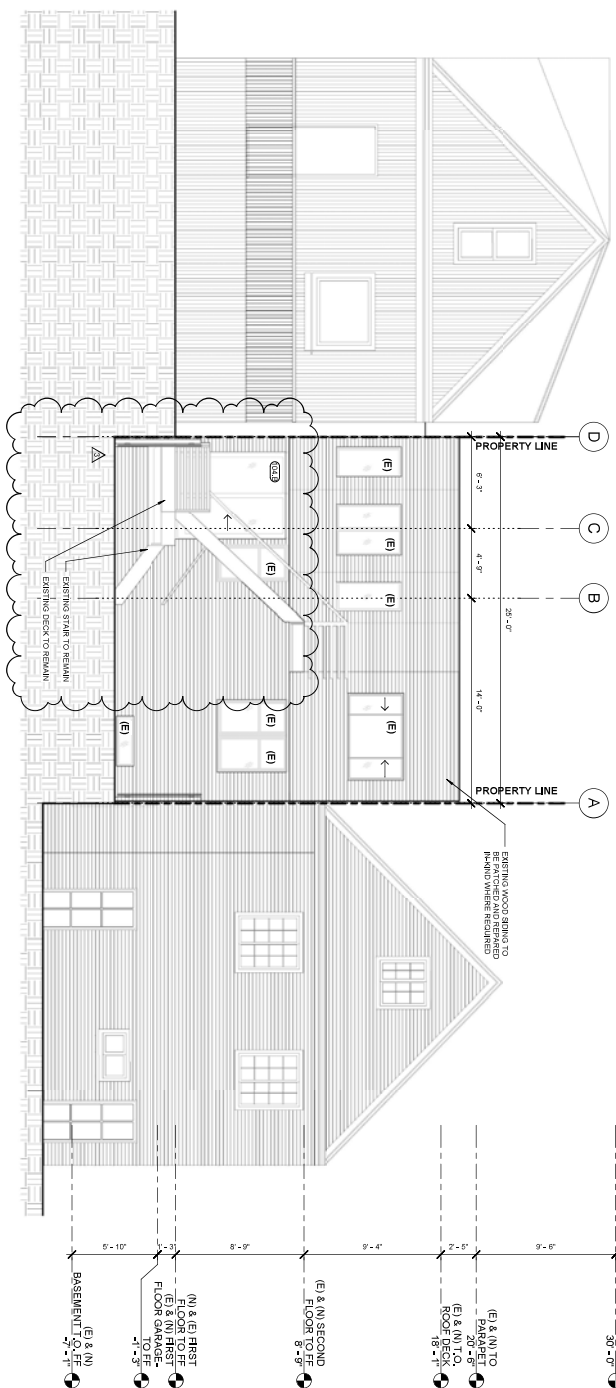 D
C
B
A
PROPERTY LINE
PROPERTY LINE
6' - 3"
4' - 9"
14' - 0"
25' - 0"
(E)
(E)
(E)
(E)
(E)
(E)
(E)
(E)
3
EXISTING STAIR TO REMAIN
EXISTING DECK TO REMAIN
EXISTING WOOD SIDING TO
BE PATCHED AND REPAIRED
IN-KIND WHERE REQUIRED
30' - 0"
9' - 6"
(E) & (N) TO
PARAPET
20' - 6"
2' - 5"
(E) & (N) T.O.
ROOF DECK
18' - 1"
9' - 4"
(E) & (N) SECOND
FLOOR TO FF
8' - 9"
8' - 9"
(N) & (E) FIRST
FLOOR TO FF
1' - 3"
(E) & (N) FIRST
FLOOR GARAGE-
TO FF
-1' - 3"
5' - 10"
(E) & (N)
BASEMENT T.O. FF
-7' - 1"